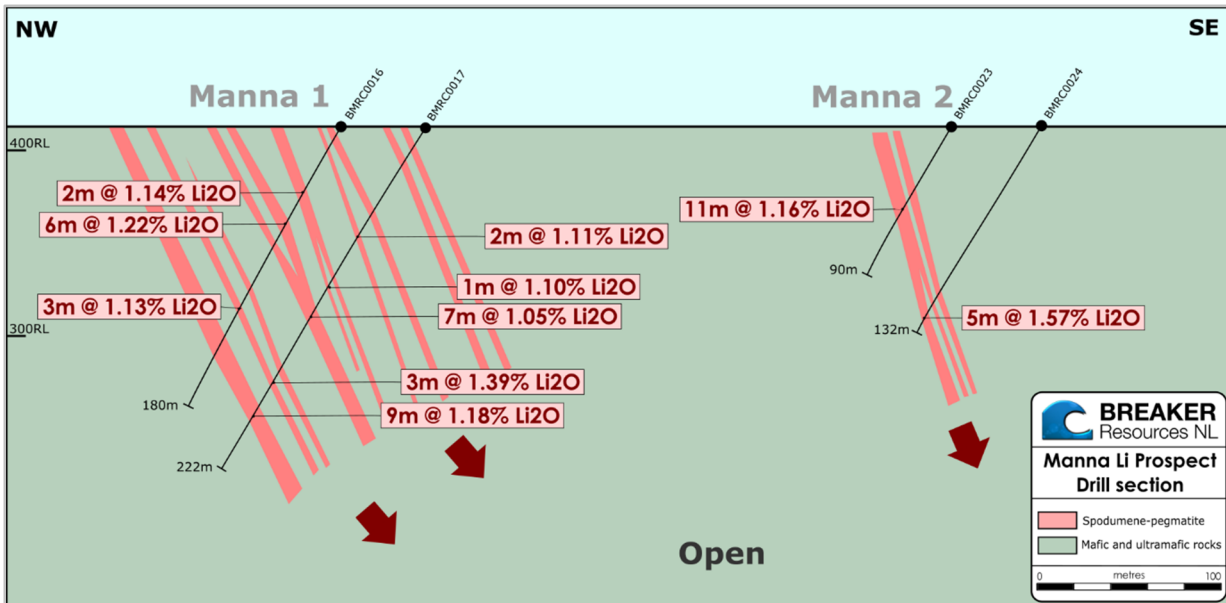 NW
SE
Manna 1
BMRC0016
BMRC0017
Manna 2
BMRC0023
BMRC0024
400RL
2m @ 1.14% Li2O
6m @ 1.22% Li2O
11m @ 1.16% Li2O
2m @ 1.11% Li2O
90m
1m @ 1.10% Li2O
3m @ 1.13% Li2O
7m @ 1.05% Li2O
5m @ 1.57% Li2O
132m
300RL
3m @ 1.39% Li2O
180m
9m @ 1.18% Li2O
222m
Open
BREAKER
Resources NL
Manna Li Prospect
Drill section
Spodumene-pegmatite
Mafic and ultramafic rocks
0 metres 100